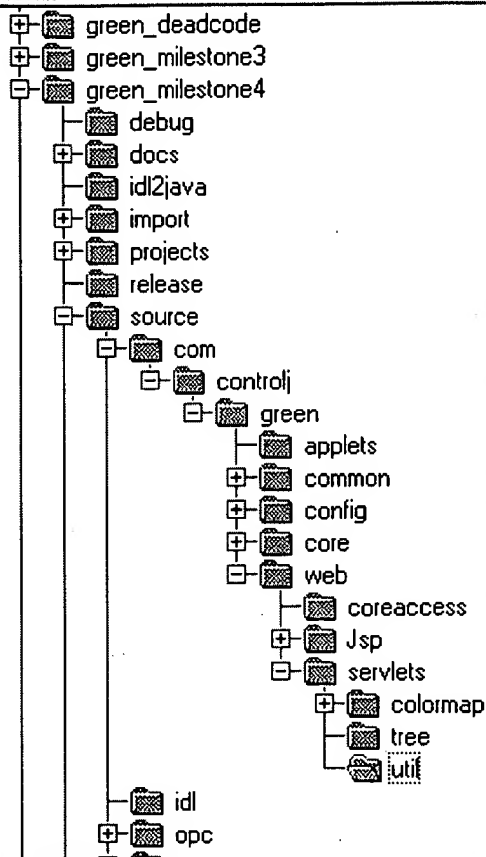 green_deadcode
green_milestone3
green_milestone4
debug
docs
idl2java
import
projects
release
source
com
controlj
green
applets
common
config
core
web
coreaccess
Jsp
servlets
colormap
tree
util
idl
opc